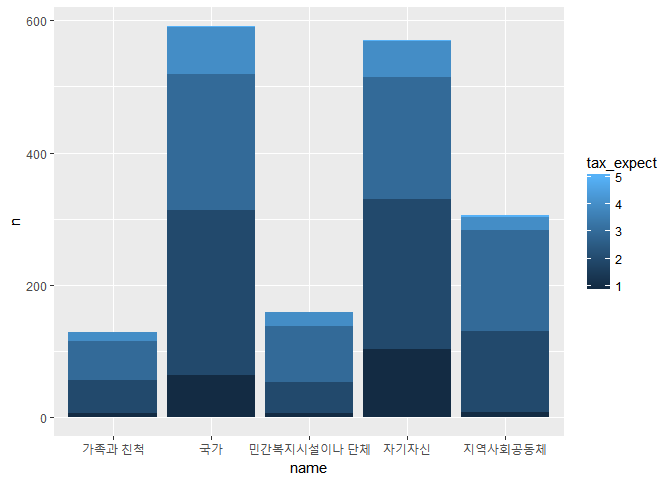 600
400
200
0
n
가족과 친척
국가
민간복지시설이나 단체
자기자신
지역사회공동체
name
tax_expect
5
4
3
2
1